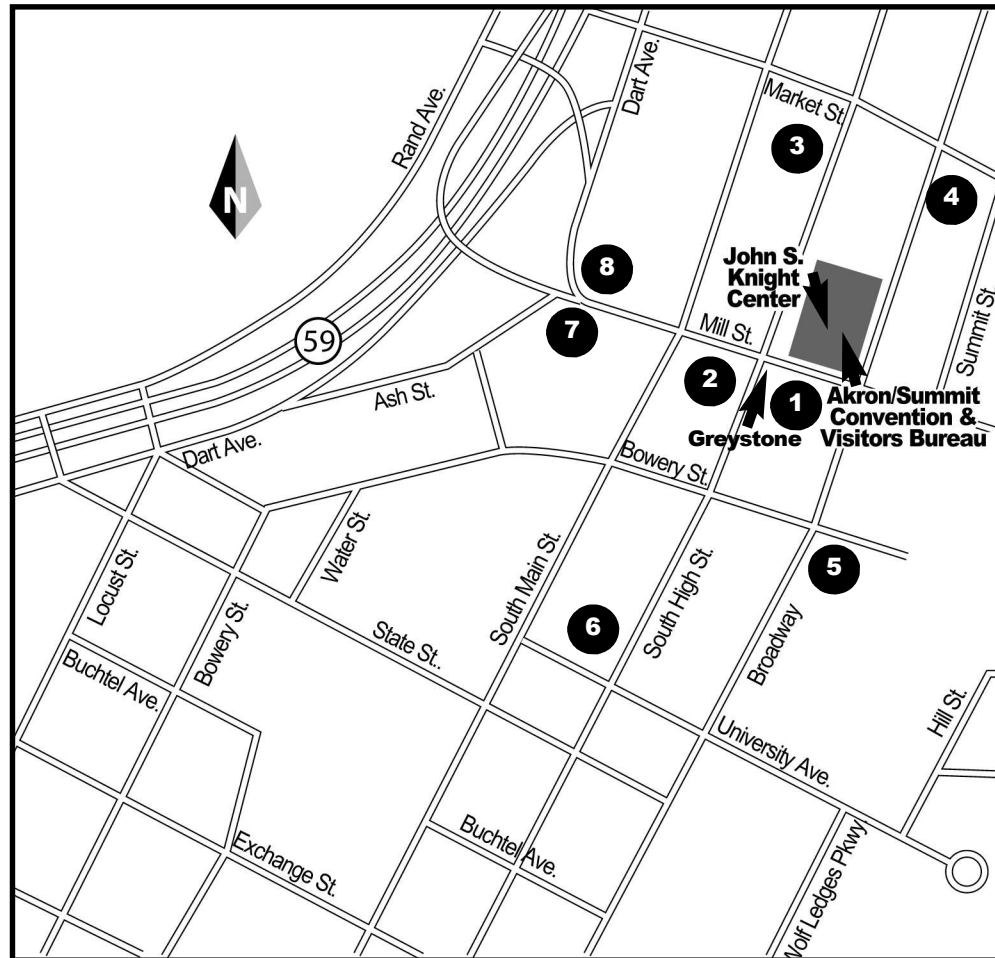 Rand Ave.
Dart Ave.
Market St.
3
4
N
8
John S.
Knight
Center
Summit St
59
7
Mill St.
2
1
Akron/Summit
Convention &
Visitors Bureau
Greystone
Ash St.
Dart Ave.
Bowery St.
Water St.
Locust St.
South Main St.
South High St.
5
6
Broadway
Bowery St.
State St..
Buchtel Ave.
Hill St.
University Ave.
Buchtel Ave.
Exchange St.
Wolf Ledges Pkwy